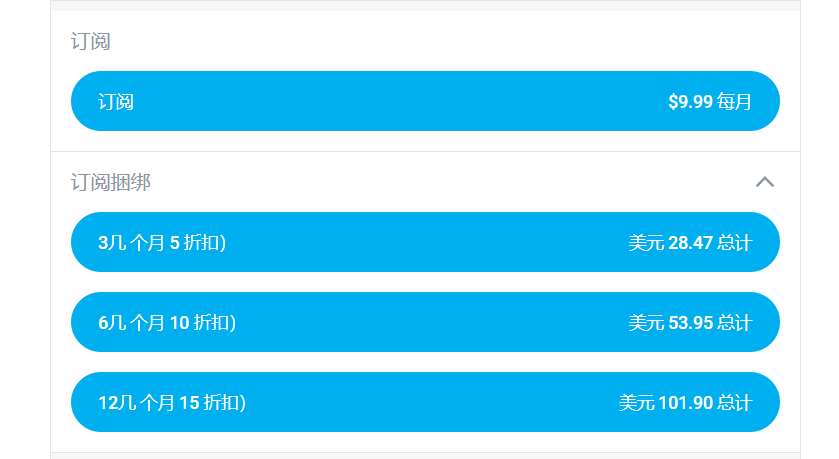 订阅
订阅 $9.99 每月
订阅捆绑
3几 个月 5 折扣) 美元 28.47 总计
6几 个月 10 折扣) 美元 53.95 总计
12几 个月 15 折扣) 美元 101.90 总计